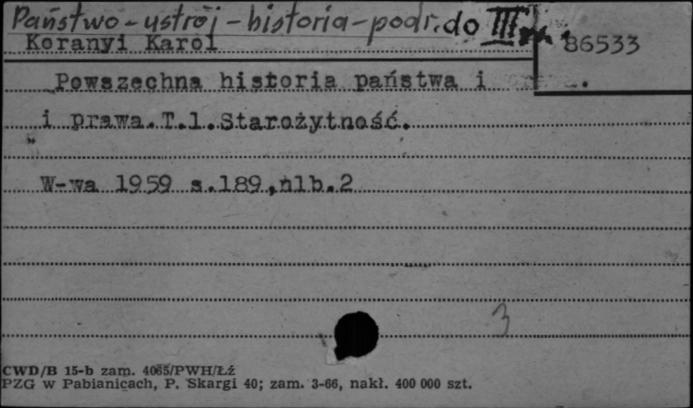 Państwo-ustrój-historia-podr. do III w.
Koranyi Karol
86533
Powszechna historia państwa i
i prawa.T.1.Starożytność.
W-wa 1959 s.189,nlb.2
3
CWD/B 15-b zam. 4065/PWH/Łź
PZG w Pabianicach, P. Skargi 40; zam. 3-66, nakł. 400 000 szt.